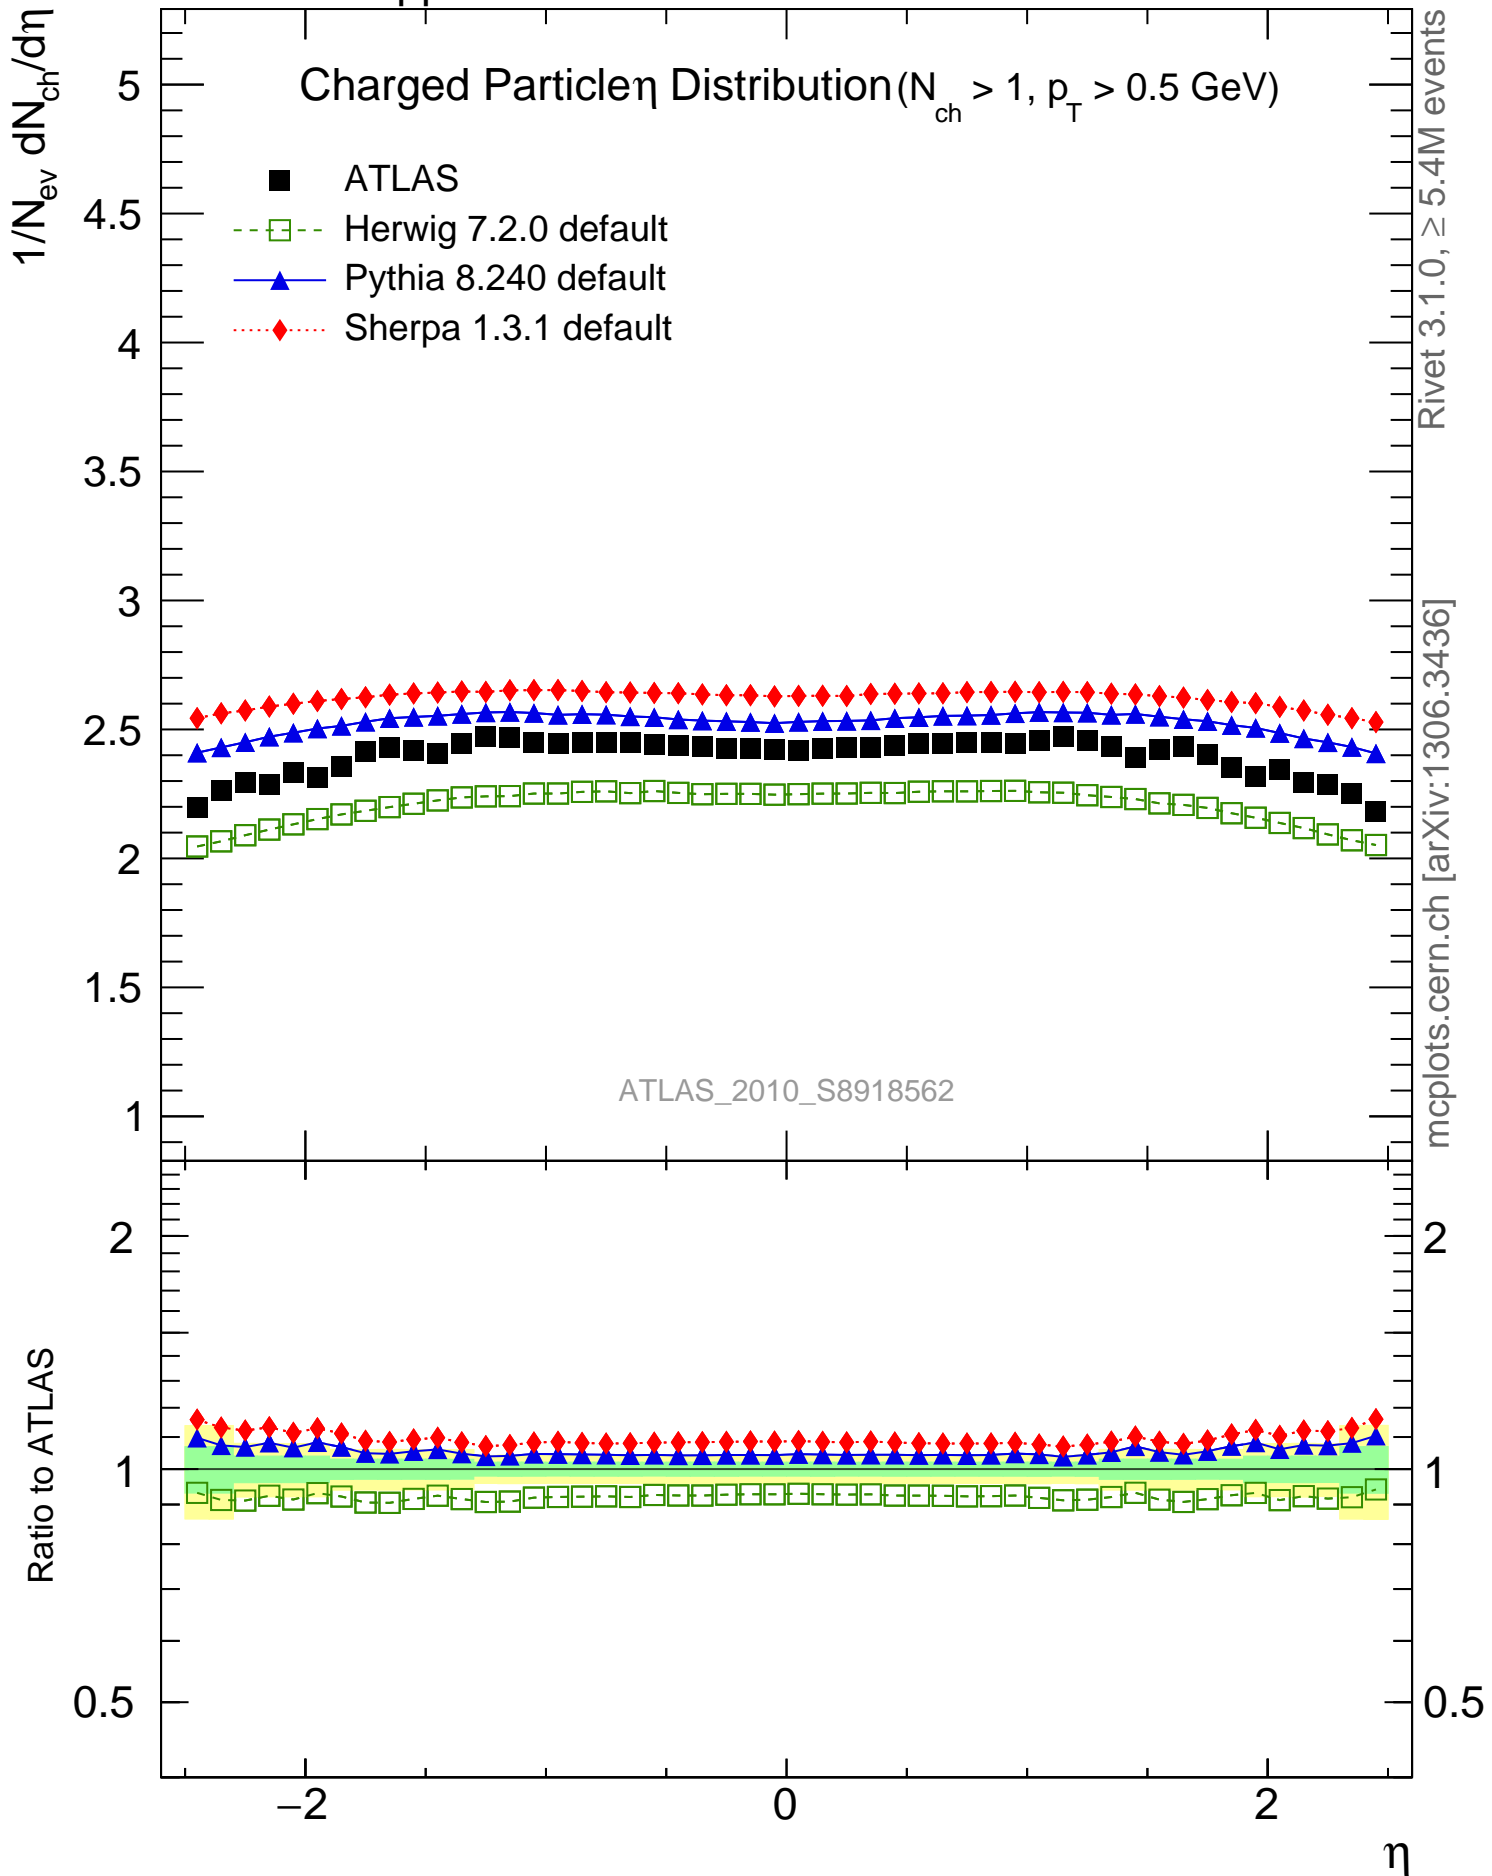 pp
1/N_ev dN_ch/dη
Charged Particleη Distribution (N_ch > 1, p_T > 0.5 GeV)
ATLAS
Herwig 7.2.0 default
Pythia 8.240 default
Sherpa 1.3.1 default
5
4.5
4
3.5
3
2.5
2
1.5
1
ATLAS_2010_S8918562
Rivet 3.1.0, ≥ 5.4M events
mcplots.cern.ch [arXiv:1306.3436]
Ratio to ATLAS
2
1
0.5
2
1
0.5
−2
0
2
η